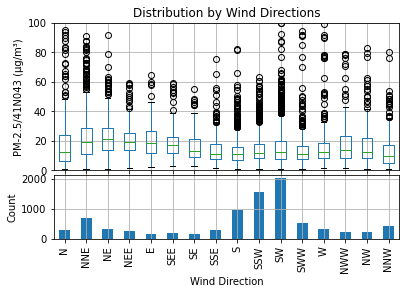 Distribution by Wind Directions
PM-2.5/41N043 (μg/m³)
100
80
60
40
20
0
Count
2000
1000
0
N
NNE
NE
NEE
E
SEE
SE
SSE
S
SSW
SW
SWW
W
NWW
NW
NNW
Wind Direction